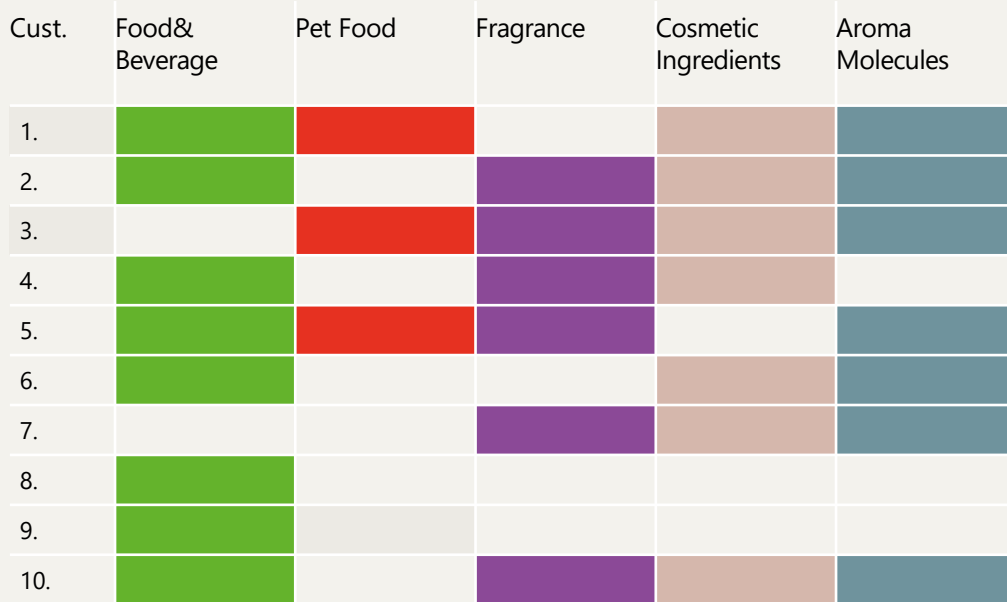 Cust.
Food&
Beverage
Pet Food
Fragrance
Cosmetic
Ingredients
Aroma
Molecules
1.
2.
3.
4.
5.
6.
7.
8.
9.
10.